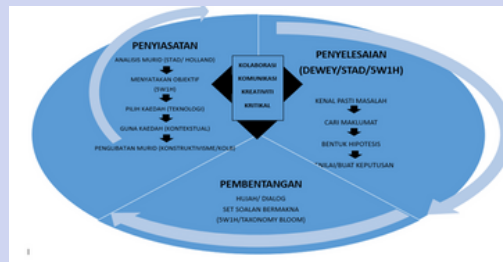 PENYIASATAN
ANALISIS MURID (STAD/ HOLLAND)
MENYATAKAN OBJEKTIF
(5W1H)
PILIH KAEDAH (TEKNOLOGI)
GUNA KAEDAH (KONTEKSTUAL)
PENGLIBATAN MURID (KONSTRUKTIVISME/KOLB)
KOLABORASI
KOMUNIKASI
KREATIVITI
KRITIKAL
PENYELESAIAN
(DEWEY/STAD/5W1H)
KENAL PASTI MASALAH
CARI MAKLUMAT
BENTUK HIPOTESIS
NILAI/BUAT KEPUTUSAN
PEMBENTANGAN
HUJAH/ DIALOG
SET SOALAN BERMAKNA
(5W1H/TAXONOMY BLOOM)